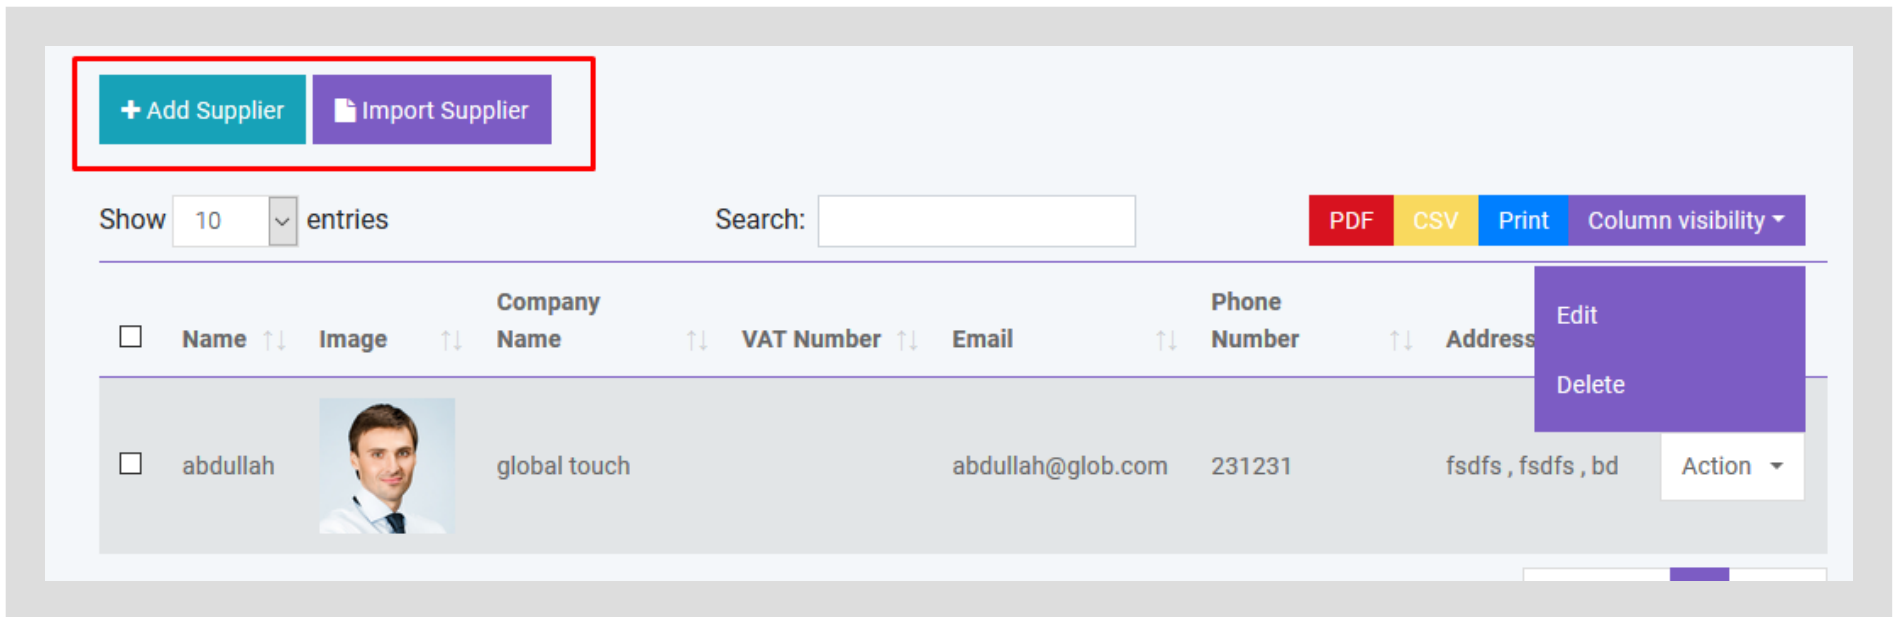 Add Supplier Import Supplier
Show 10 entries Search: PDF CSV Print Column visibility
Company Phone
Edit
Name Image Name VAT Number Email Number Address
Delete
abdullah global touch abdullah@glob.com 231231 fsdfs , fsdfs , bd Action